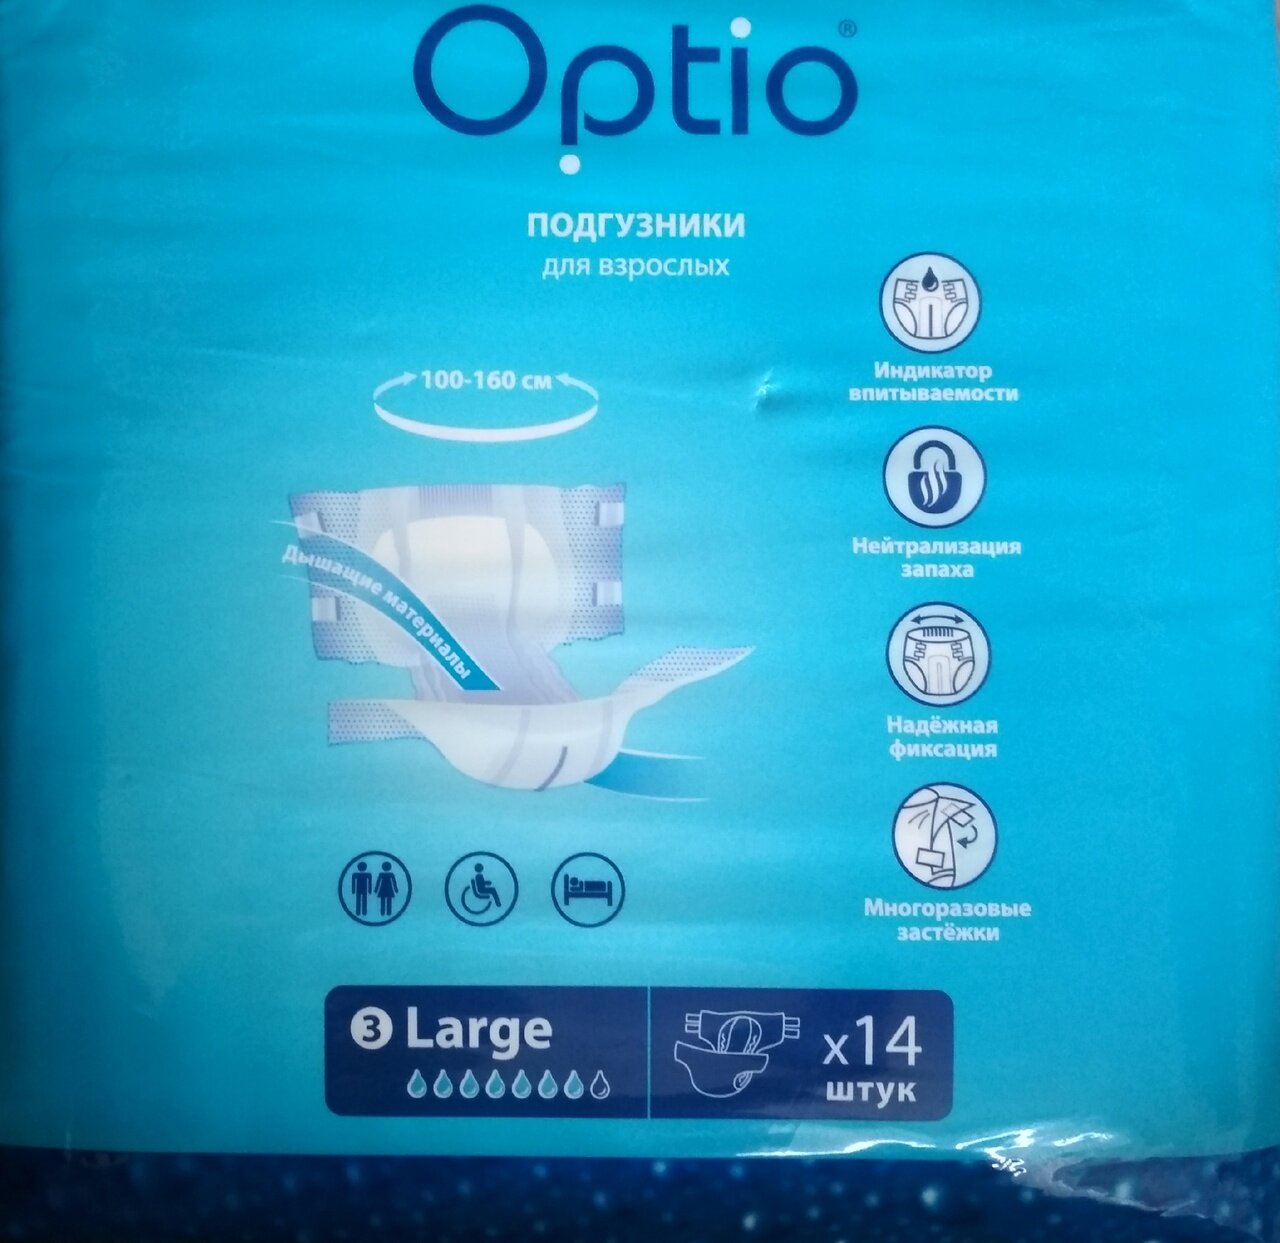 Optio®
ПОДГУЗНИКИ
для взрослых
100-160 см
Дышащие материалы
Индикатор
впитываемости
Нейтрализация
запаха
Надёжная
фиксация
Многоразовые
застёжки
3 Large
x14
штук